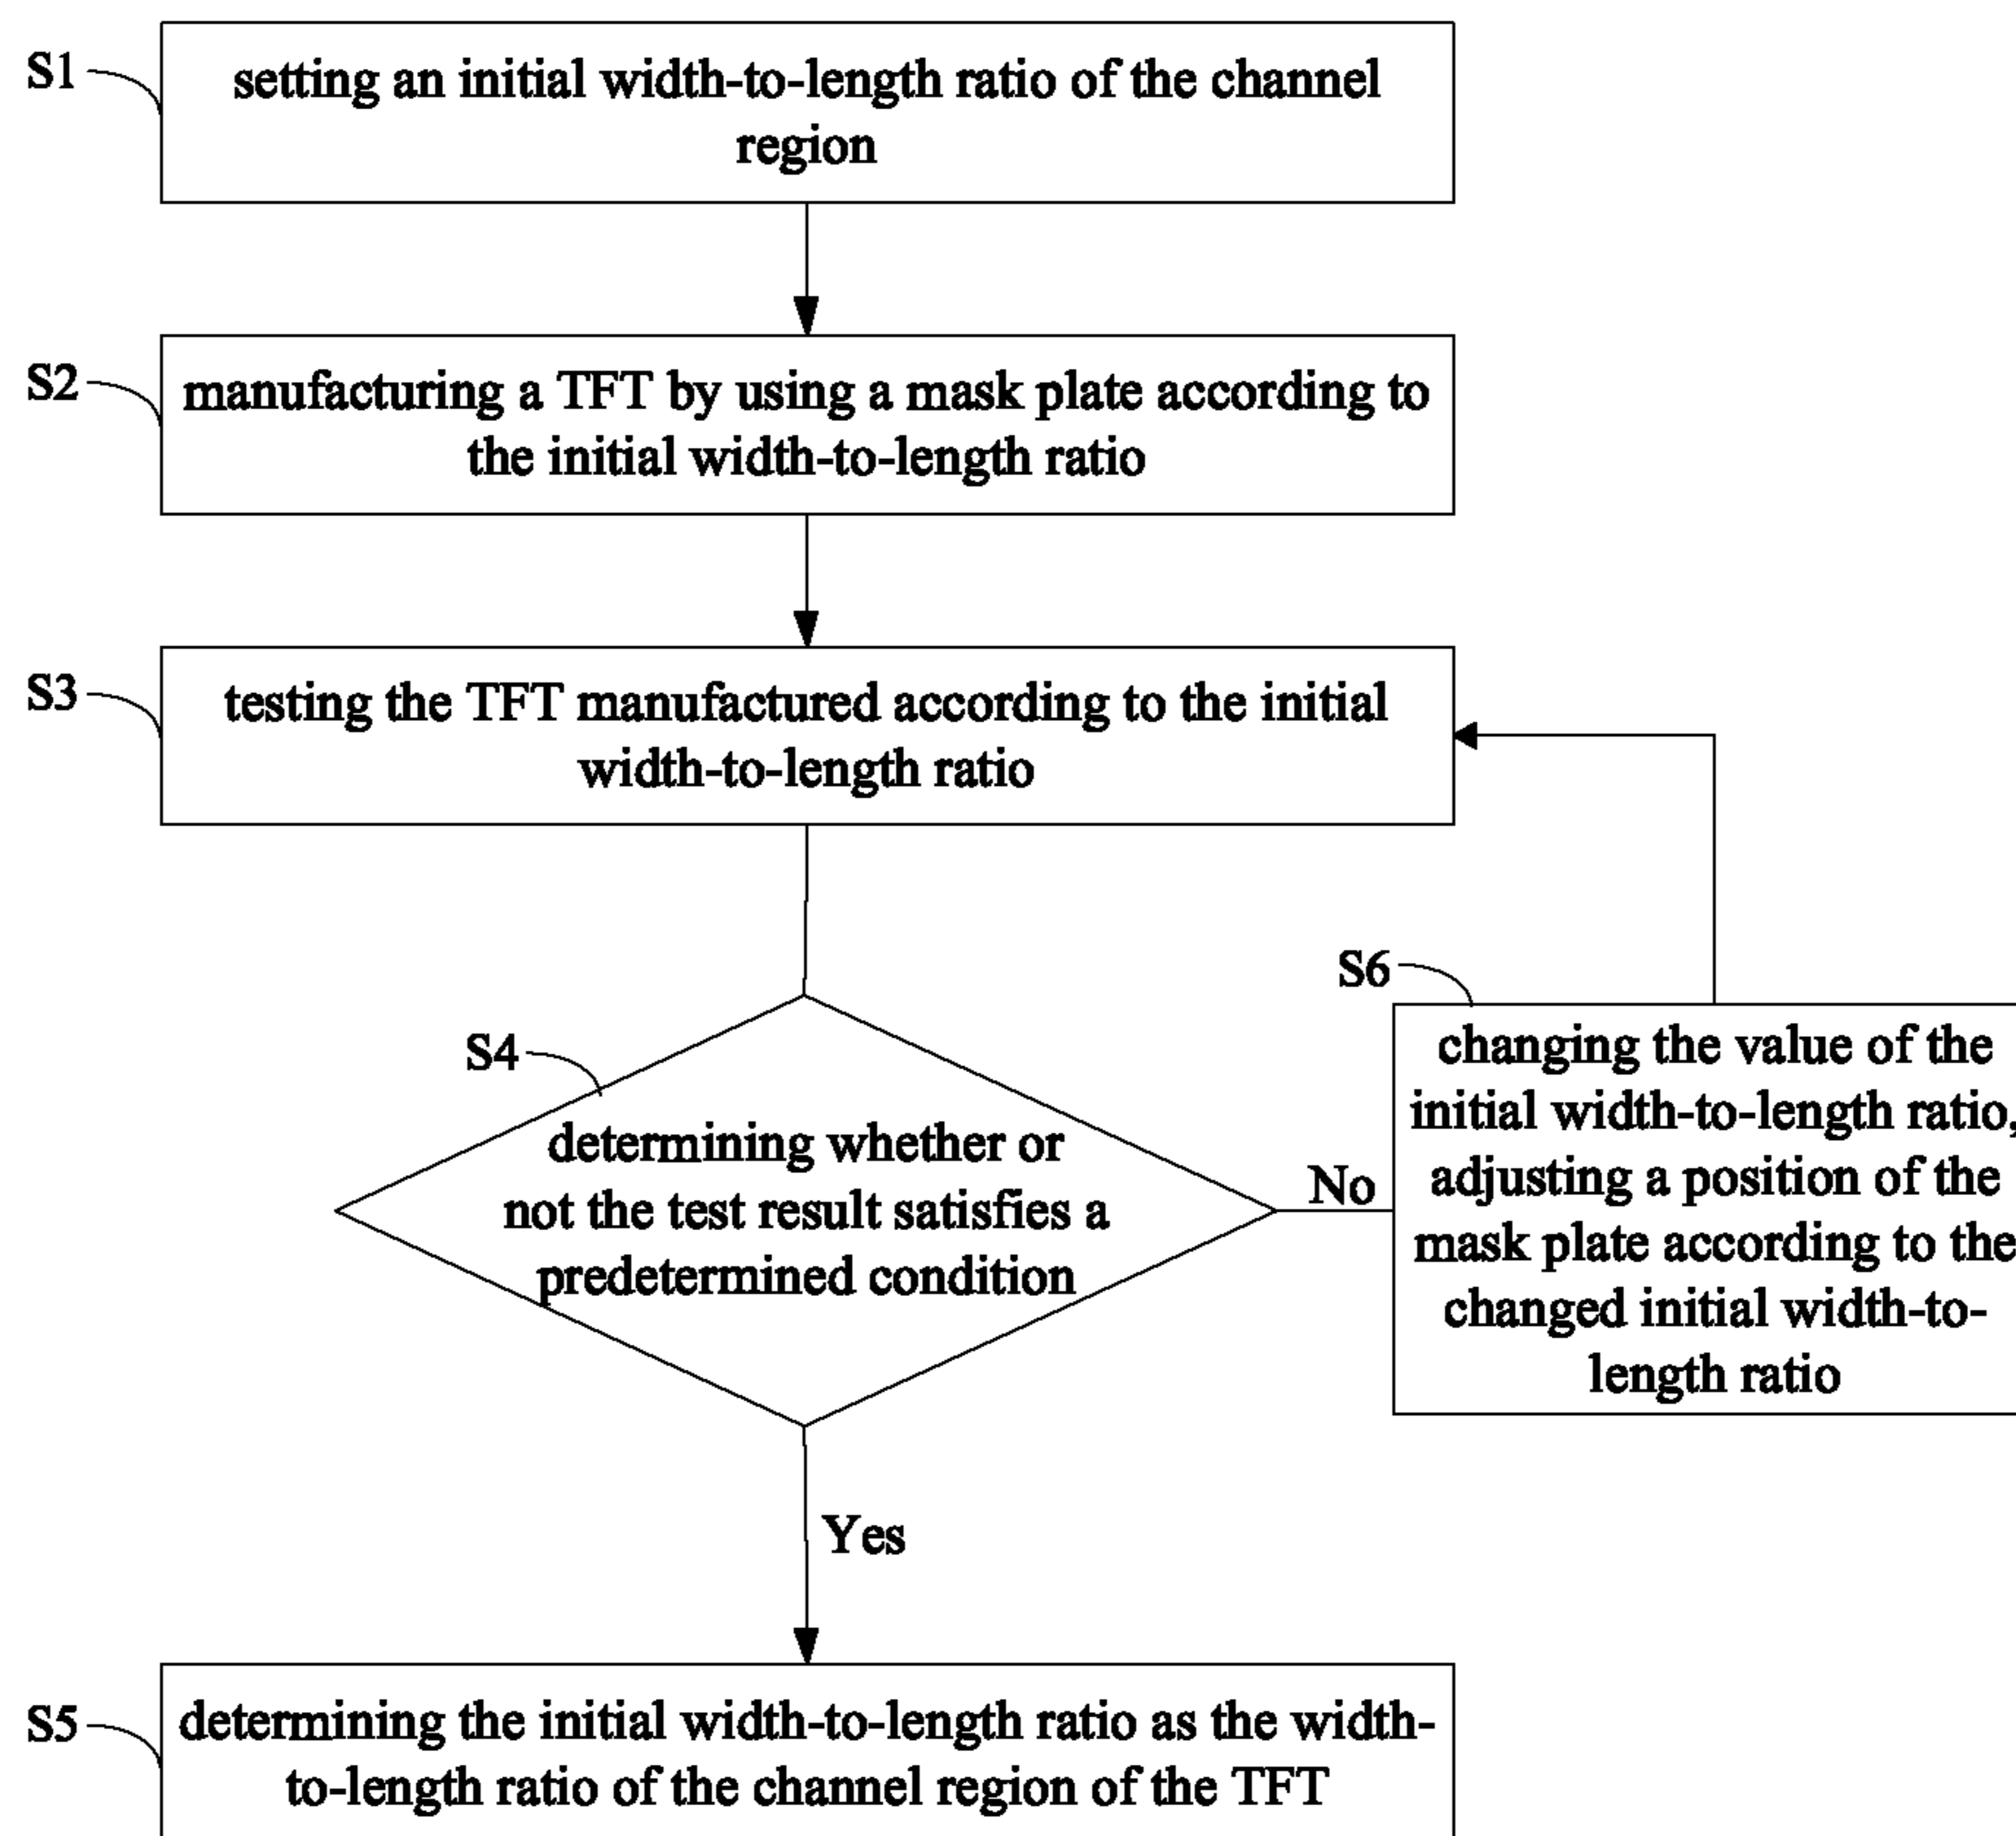 S1
setting an initial width-to-length ratio of the channel
region
S2
manufacturing a TFT by using a mask plate according to
the initial width-to-length ratio
S3
testing the TFT manufactured according to the initial
width-to-length ratio
S4
determining whether or
not the test result satisfies a
predetermined condition
No
S6
changing the value of the
initial width-to-length ratio,
adjusting a position of the
mask plate according to the
changed initial width-to-
length ratio
Yes
S5
determining the initial width-to-length ratio as the width-
to-length ratio of the channel region of the TFT